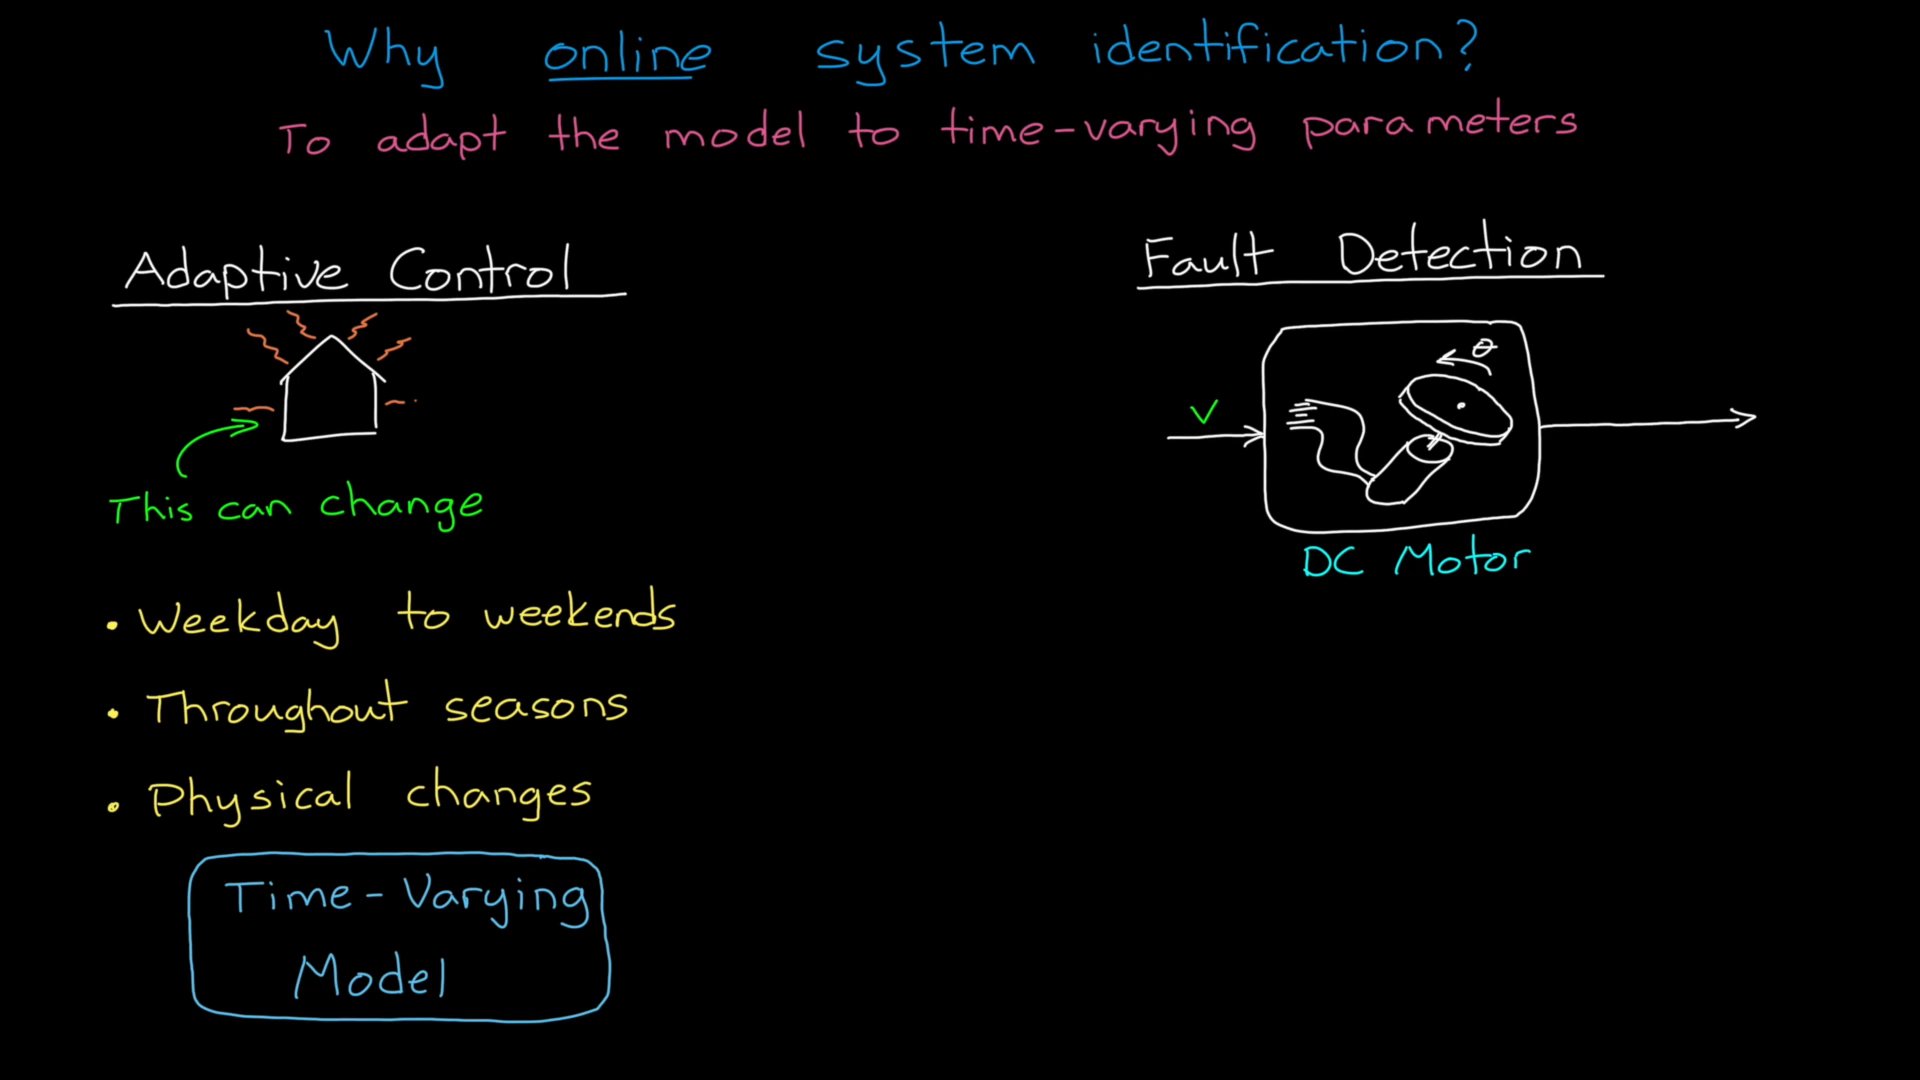 Why online system identification?
To adapt the model to time-varying parameters
Adaptive Control
This can change
• Weekday to weekends
• Throughout seasons
• Physical changes
Time-Varying
Model
Fault Detection
θ
V
DC Motor